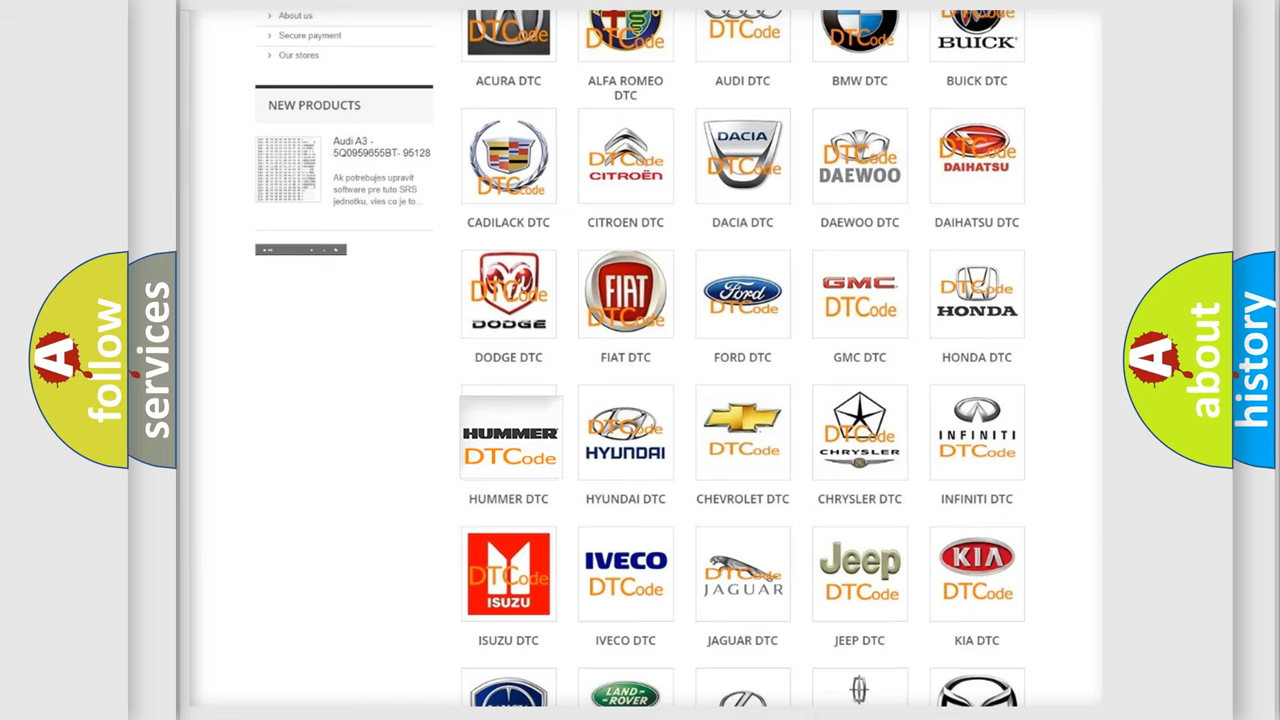 About us
Secure payment
Our stores
NEW PRODUCTS
Audi A3 -
5Q0959655BT- 95128
Ak potrebujes upravit
software pre tuto SRS
jednotku, vies co je to...
DTCode
DTCode
DTCode
DTCode
BUICK
ACURA DTC
ALFA ROMEO
DTC
AUDI DTC
BMW DTC
BUICK DTC
DTCode
DTCode
CITROËN
DACIA
DTCode
DTCode
DAEWOO
DTCode
DAIHATSU
CADILACK DTC
CITROEN DTC
DACIA DTC
DAEWOO DTC
DAIHATSU DTC
DTCode
DODGE
FIAT
DTCode
Ford
DTCode
GMC
DTCode
DTCode
HONDA
DODGE DTC
FIAT DTC
FORD DTC
GMC DTC
HONDA DTC
HUMMER
DTCode
DTCode
HYUNDAI
DTCode
DTCode
CHRYSLER
INFINITI
DTCode
HUMMER DTC
HYUNDAI DTC
CHEVROLET DTC
CHRYSLER DTC
INFINITI DTC
DTCode
ISUZU
IVECO
DTCode
DTCode
JAGUAR
Jeep
DTCode
KIA
DTCode
ISUZU DTC
IVECO DTC
JAGUAR DTC
JEEP DTC
KIA DTC
LAND-
ROVER
A follow
services
A about
history